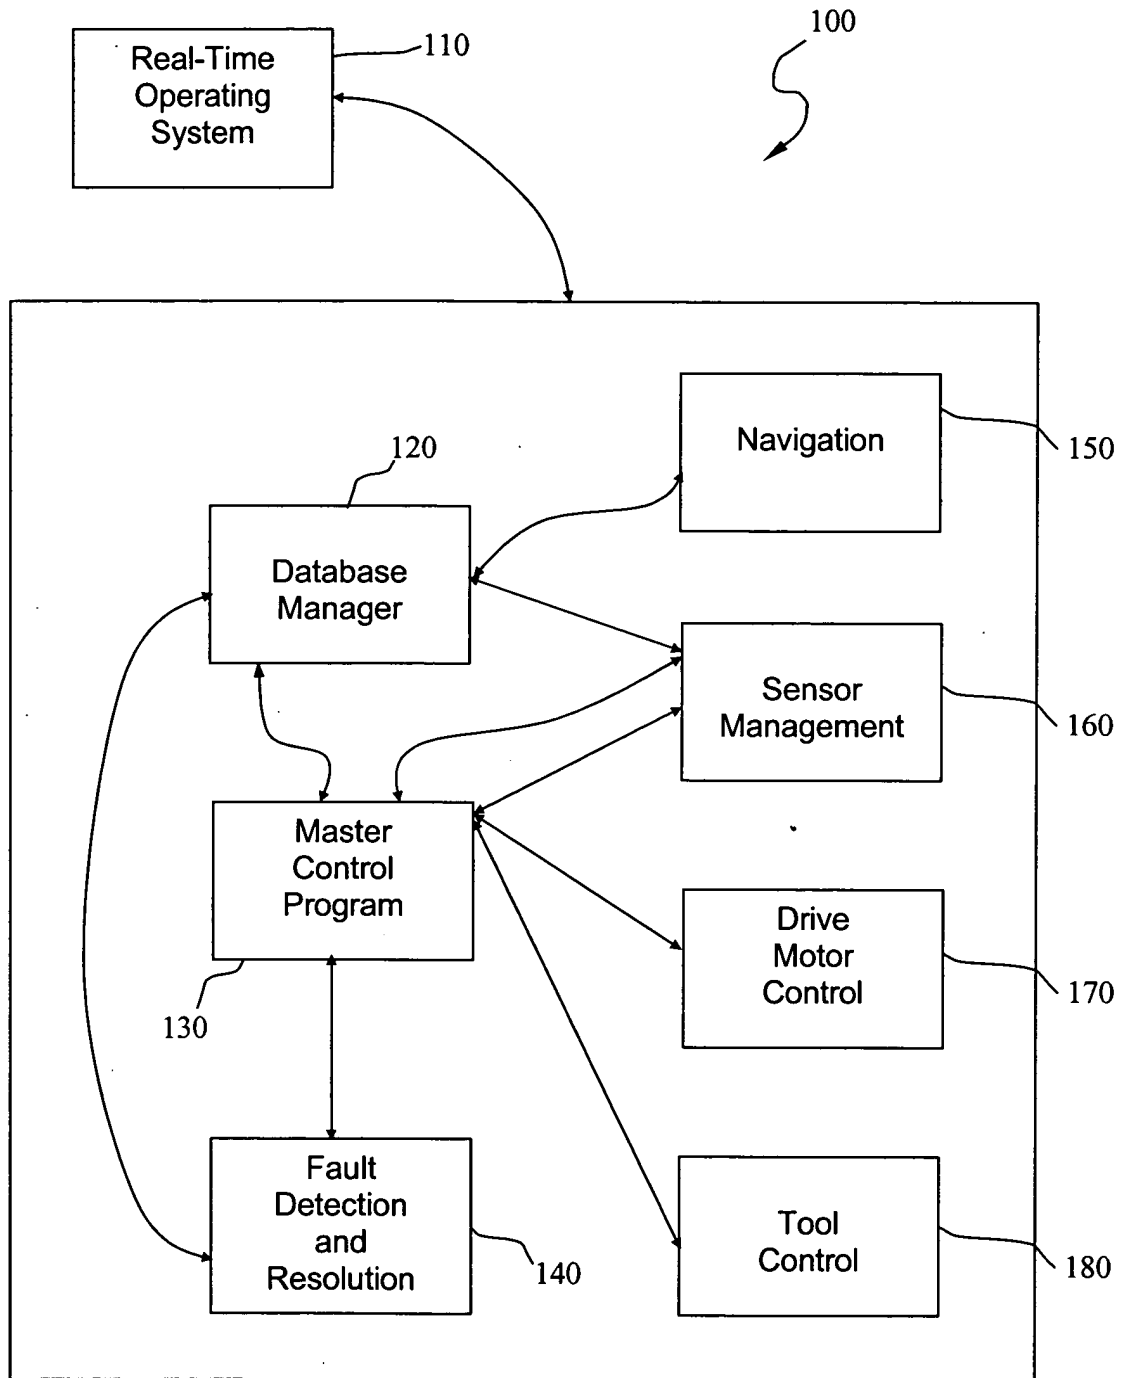 Real-Time
Operating
System
110
100
Navigation
150
120
Database
Manager
Sensor
Management
160
Master
Control
Program
130
Drive
Motor
Control
170
Fault
Detection
and
Resolution
140
Tool
Control
180